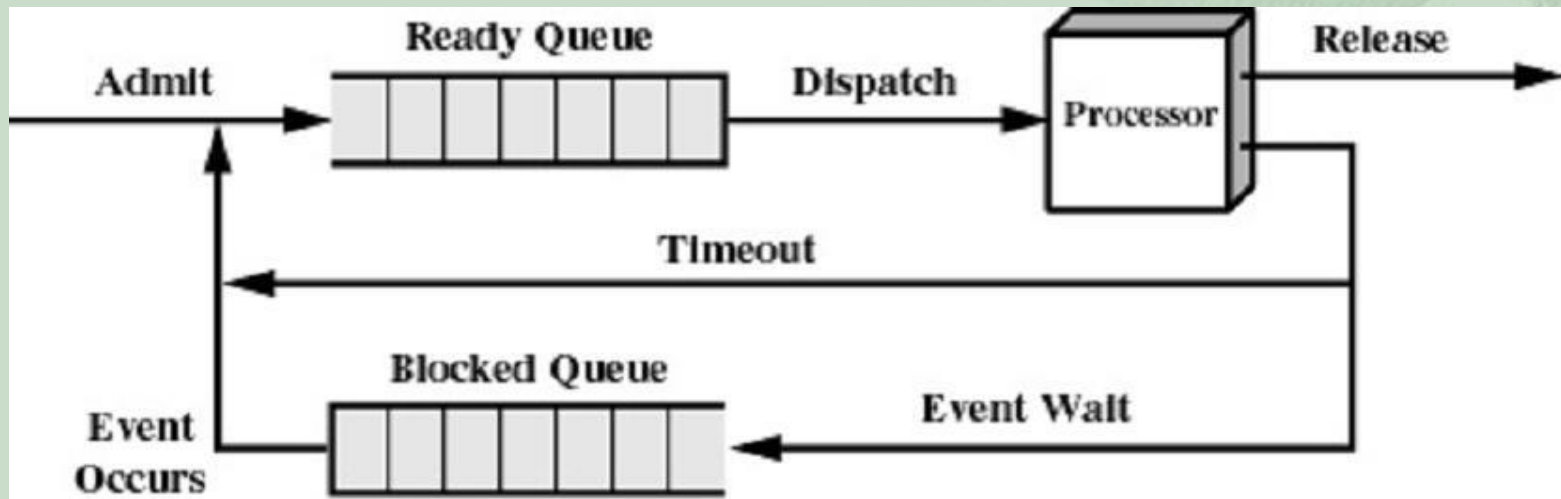 Ready Queue
Release
Admit
Dispatch
Processor
Timeout
Blocked Queue
Event Wait
Event
Occurs